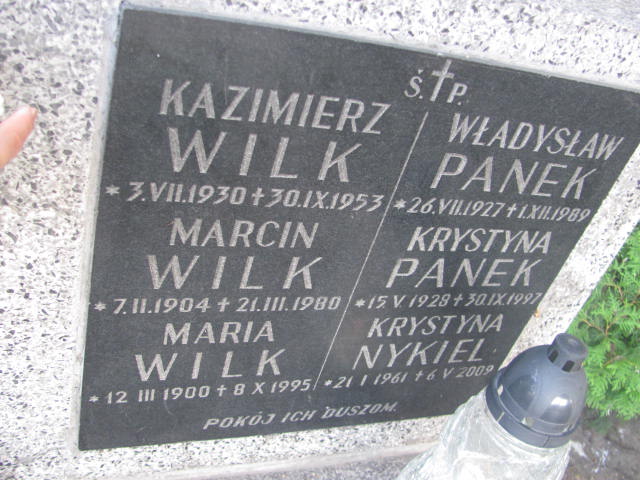 Ś. P.
KAZIMIERZ
WILK
* 3.VII.1930 + 30.IX.1953
MARCIN
WILK
* 7.II.1904 + 21.III.1980
MARIA
WILK
* 12 III 1900 + 8 X 1995
WŁADYSŁAW
PANEK
* 26.VII.1927 + 1.XII.1989
KRYSTYNA
PANEK
* 15 V.1928 + 30.IX.1997
KRYSTYNA
NYKIEL
* 21 I 1961 + 6 V 2009
POKÓJ ICH DUSZOM.